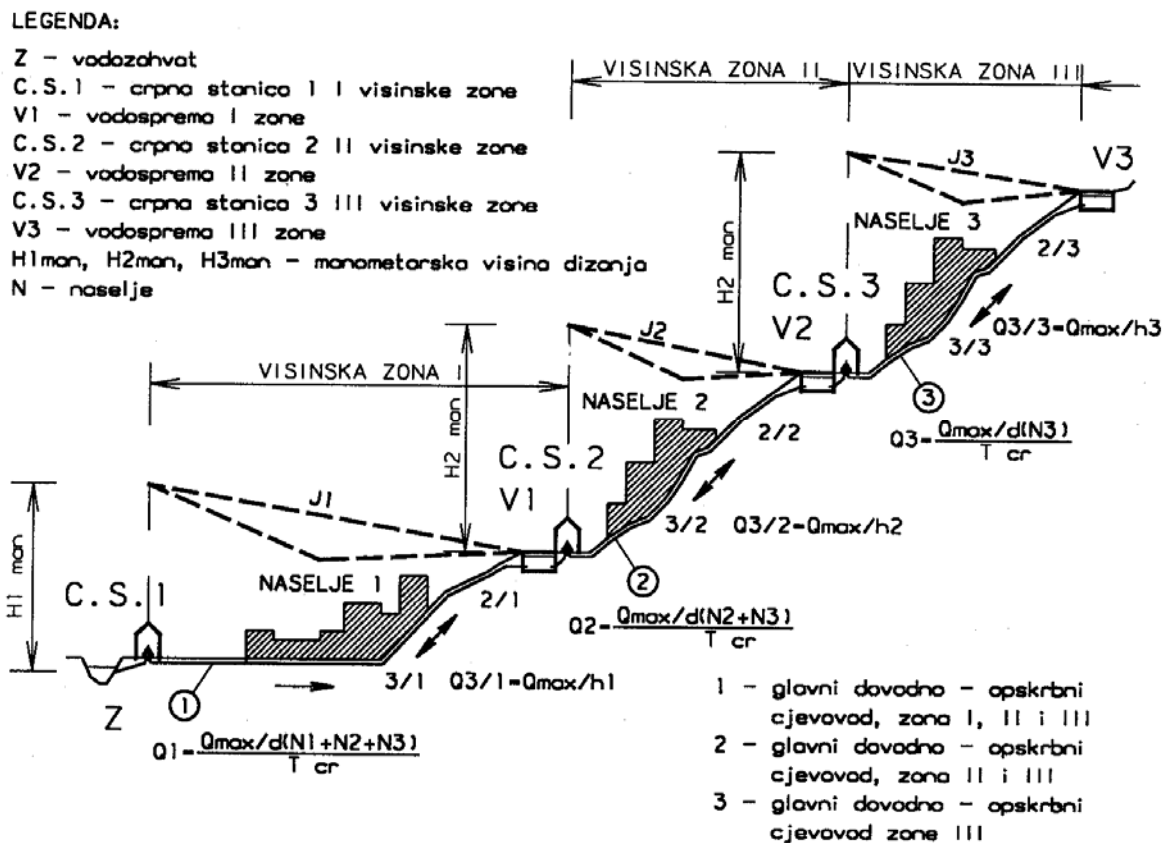 LEGENDA:
Z - vodozahvat
C.S.1 - crpna stanica 1 I visinske zone
V1 - vodosprema I zone
C.S.2 - crpna stanica 2 II visinske zone
V2 - vodosprema II zone
C.S.3 - crpna stanica 3 III visinske zone
V3 - vodosprema III zone
H1man, H2man, H3man - manometarska visina dizanja
N - naselje
VISINSKA ZONA II
VISINSKA ZONA III
J3
V3
NASELJE 3
2/3
H2 man
C.S.3
V2
Q3/3=Qmax/h3
3/3
J2
VISINSKA ZONA I
NASELJE 2
3
H2 man
2/2
Q3=Qmax/d(N3)
T cr
C.S.2
V1
J1
3/2
Q3/2=Qmax/h2
H1 man
NASELJE 1
2
C.S.1
2/1
Q2=Qmax/d(N2+N3)
T cr
3/1
Q3/1=Qmax/h1
Z
1
Q1=Qmax/d(N1+N2+N3)
T cr
1 - glavni dovodno - opskrbni
cjevovod, zona I, II i III
2 - glavni dovodno - opskrbni
cjevovod, zona II i III
3 - glavni dovodno - opskrbni
cjevovod zone III